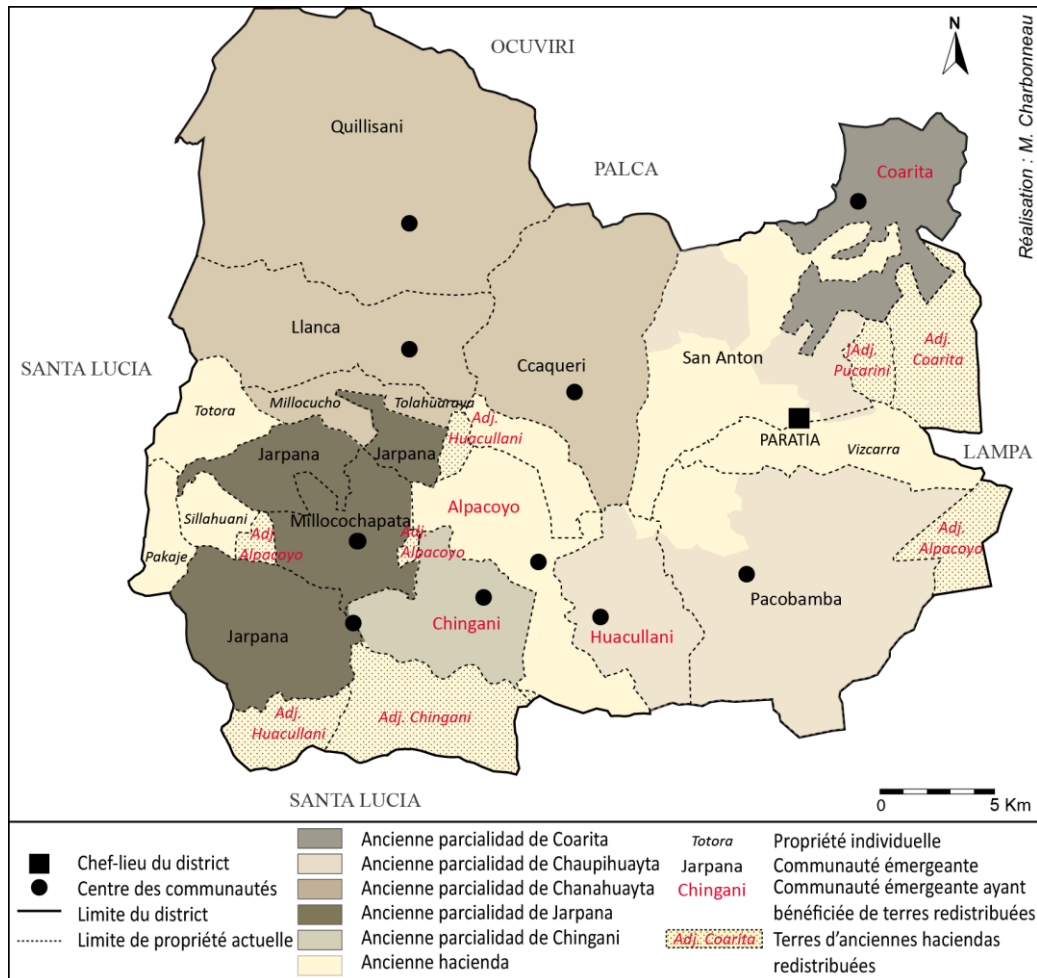 OCUVIRI
N
Réalisation : M. Charbonneau
Quillisani
PALCA
Coarita
Llanca
Ccaqueri
San Anton
Adj.
Pucarini
Adj.
Coarita
SANTA LUCIA
Totora
Millocucho
Tolahuaraya
Adj.
Huacullani
PARATIA
Vizcarra
LAMPA
Jarpana
Jarpana
Alpacoyo
Sillahuani
Millocochapata
Adj.
Alpacoyo
Adj.
Alpacoyo
Adj.
Alpacoyo
Pakaje
Pacobamba
Chingani
Huacullani
Jarpana
Adj.
Huacullani
Adj. Chingani
SANTA LUCIA
0 5 Km
Chef-lieu du district
Centre des communautés
Limite du district
Limite de propriété actuelle
Ancienne parcialidad de Coarita
Ancienne parcialidad de Chaupihuayta
Ancienne parcialidad de Chanahuayta
Ancienne parcialidad de Jarpana
Ancienne parcialidad de Chingani
Ancienne hacienda
Totora Propriété individuelle
Jarpana Communauté émergeante
Chingani Communauté émergeante ayant
bénéficiée de terres redistribuées
Adj. Coarita Terres d'anciennes haciendas
redistribuées